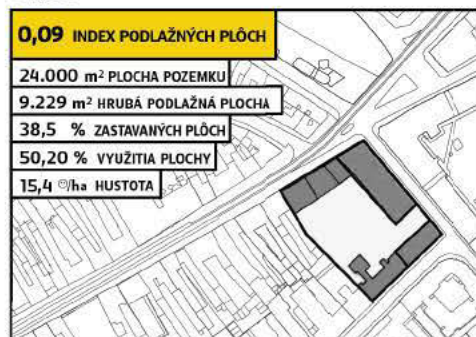 0,09 INDEX PODLAŽNÝCH PLÔCH
24.000 m² PLOCHA POZEMKU
9.229 m² HRUBÁ PODLAŽNÁ PLOCHA
38,5 % ZASTAVANÝCH PLÔCH
50,20 % VYUŽITIA PLOCHY
15,4 ☺/ha HUSTOTA